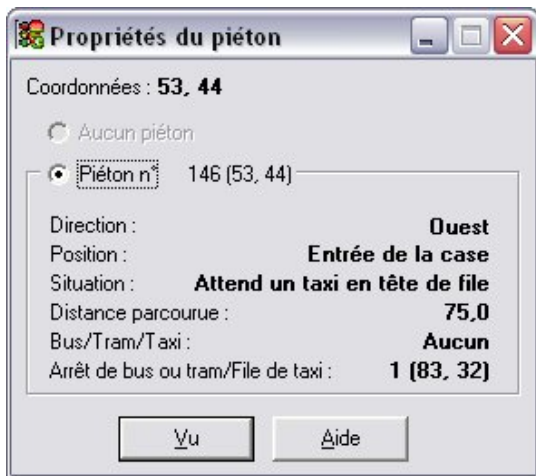 Propriétés du piéton
Coordonnées : 53, 44
Aucun piéton
Piéton n° 146 (53, 44)
Direction : Ouest
Position : Entrée de la case
Situation : Attend un taxi en tête de file
Distance parcourue : 75,0
Bus/Tram/Taxi : Aucun
Arrêt de bus ou tram/File de taxi : 1 (83, 32)
Vu Aide